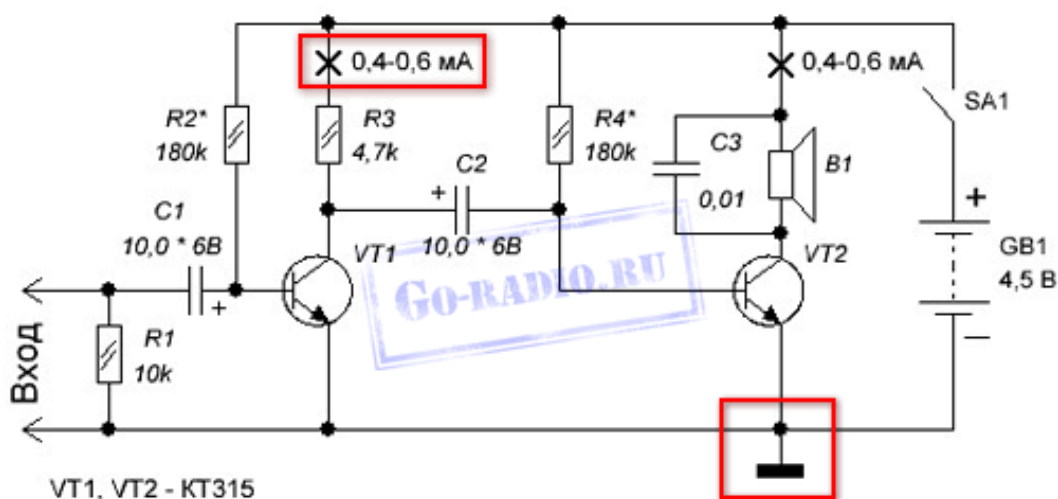 0,4-0,6 мА
0,4-0,6 мА
SA1
R2*
180k
R3
4,7k
R4*
180k
C3
0,01
B1
C2
10,0 * 6В
C1
10,0 * 6В
VT1
VT2
GO-RADIO.RU
+
GB1
4,5 В
–
+
+
R1
10k
Вход
VT1, VT2 - КТ315